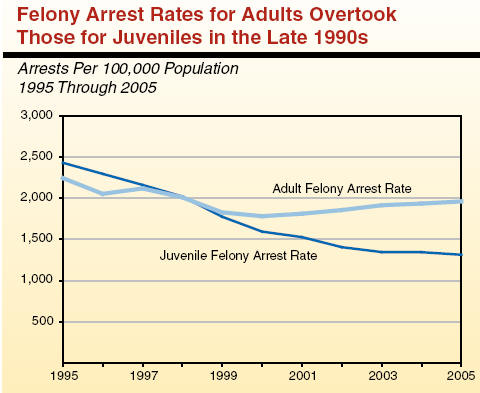 Felony Arrest Rates for Adults Overtook
Those for Juveniles in the Late 1990s
Arrests Per 100,000 Population
1995 Through 2005
3,000
2,500
2,000
Adult Felony Arrest Rate
1,500
Juvenile Felony Arrest Rate
1,000
500
1995 1997 1999 2001 2003 2005